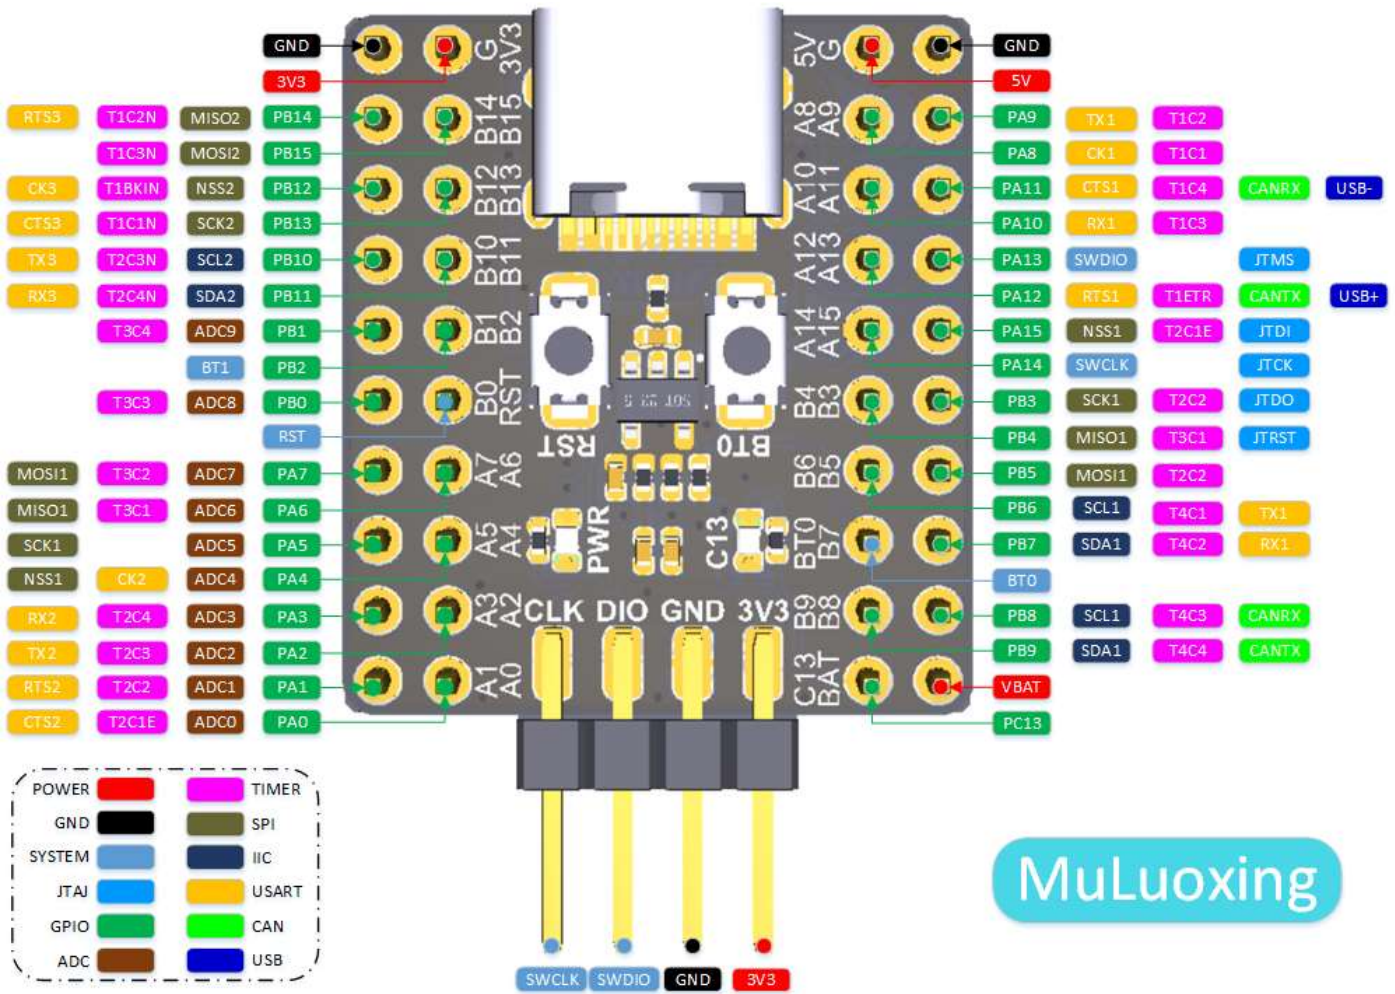 GND
3V3
RTS3 T1C2N MISO2 PB14
T1C3N MOSI2 PB15
CK3 T1BKIN NSS2 PB12
CTS3 T1C1N SCK2 PB13
TX3 T2C3N SCL2 PB10
RX3 T2C4N SDA2 PB11
T3C4 ADC9 PB1
BT1 PB2
T3C3 ADC8 PB0
RST
MOSI1 T3C2 ADC7 PA7
MISO1 T3C1 ADC6 PA6
SCK1 ADC5 PA5
NSS1 CK2 ADC4 PA4
RX2 T2C4 ADC3 PA3
TX2 T2C3 ADC2 PA2
RTS2 T2C2 ADC1 PA1
CTS2 T2C1E ADC0 PA0
G
3V3
B14
B15
B12
B13
B10
B11
B1
B2
B0
RST
A7
A6
A5
A4
A3
A2
A1
A0
RST
BT0
SOT 23 5
PWR
C13
CLK DIO GND 3V3
5V
G
A8
A9
A10
A11
A12
A13
A14
A15
B4
B3
B6
B5
BT0
B7
B9
B8
C13
BAT
GND
5V
PA9 TX1 T1C2
PA8 CK1 T1C1
PA11 CTS1 T1C4 CANRX USB-
PA10 RX1 T1C3
PA13 SWDIO JTMS
PA12 RTS1 T1ETR CANTX USB+
PA15 NSS1 T2C1E JTDI
PA14 SWCLK JTCK
PB3 SCK1 T2C2 JTDO
PB4 MISO1 T3C1 JTRST
PB5 MOSI1 T2C2
PB6 SCL1 T4C1 TX1
PB7 SDA1 T4C2 RX1
BT0
PB8 SCL1 T4C3 CANRX
PB9 SDA1 T4C4 CANTX
VBAT
PC13
POWER TIMER
GND SPI
SYSTEM IIC
JTAJ USART
GPIO CAN
ADC USB
SWCLK SWDIO GND 3V3
MuLuoxing